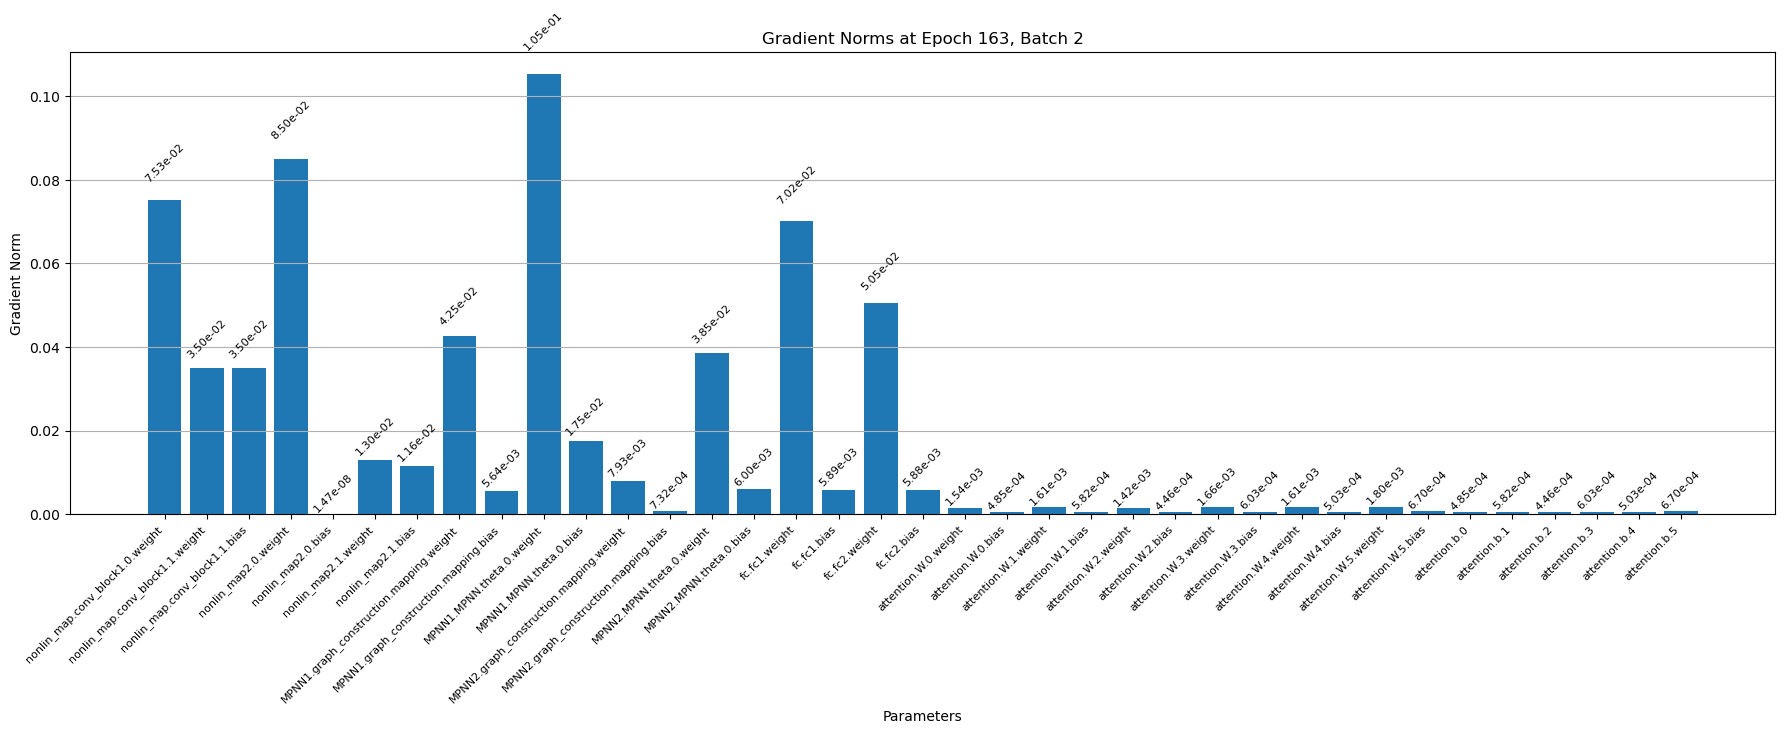 Gradient Norms at Epoch 163, Batch 2
Gradient Norm
0.10
0.08
0.06
0.04
0.02
0.00
7.53e-02
3.50e-02
3.50e-02
8.50e-02
1.47e-08
1.30e-02
1.16e-02
4.25e-02
5.64e-03
1.05e-01
1.75e-02
7.93e-03
7.32e-04
3.85e-02
6.00e-03
7.02e-02
5.89e-03
5.05e-02
5.88e-03
1.54e-03
4.85e-04
1.61e-03
5.82e-04
1.42e-03
4.46e-04
1.66e-03
6.03e-04
1.61e-03
5.03e-04
1.80e-03
6.70e-04
4.85e-04
5.82e-04
4.46e-04
6.03e-04
5.03e-04
6.70e-04
nonlin_map.conv_block1.0.weight
nonlin_map.conv_block1.1.weight
nonlin_map.conv_block1.1.bias
nonlin_map2.0.weight
nonlin_map2.0.bias
nonlin_map2.1.weight
nonlin_map2.1.bias
MPNN1.graph_construction.mapping.weight
MPNN1.graph_construction.mapping.bias
MPNN1.MPNN.theta.0.weight
MPNN1.MPNN.theta.0.bias
MPNN2.graph_construction.mapping.weight
MPNN2.graph_construction.mapping.bias
MPNN2.MPNN.theta.0.weight
MPNN2.MPNN.theta.0.bias
fc.fc1.weight
fc.fc1.bias
fc.fc2.weight
fc.fc2.bias
attention.W.0.weight
attention.W.0.bias
attention.W.1.weight
attention.W.1.bias
attention.W.2.weight
attention.W.2.bias
attention.W.3.weight
attention.W.3.bias
attention.W.4.weight
attention.W.4.bias
attention.W.5.weight
attention.W.5.bias
attention.b.0
attention.b.1
attention.b.2
attention.b.3
attention.b.4
attention.b.5
Parameters